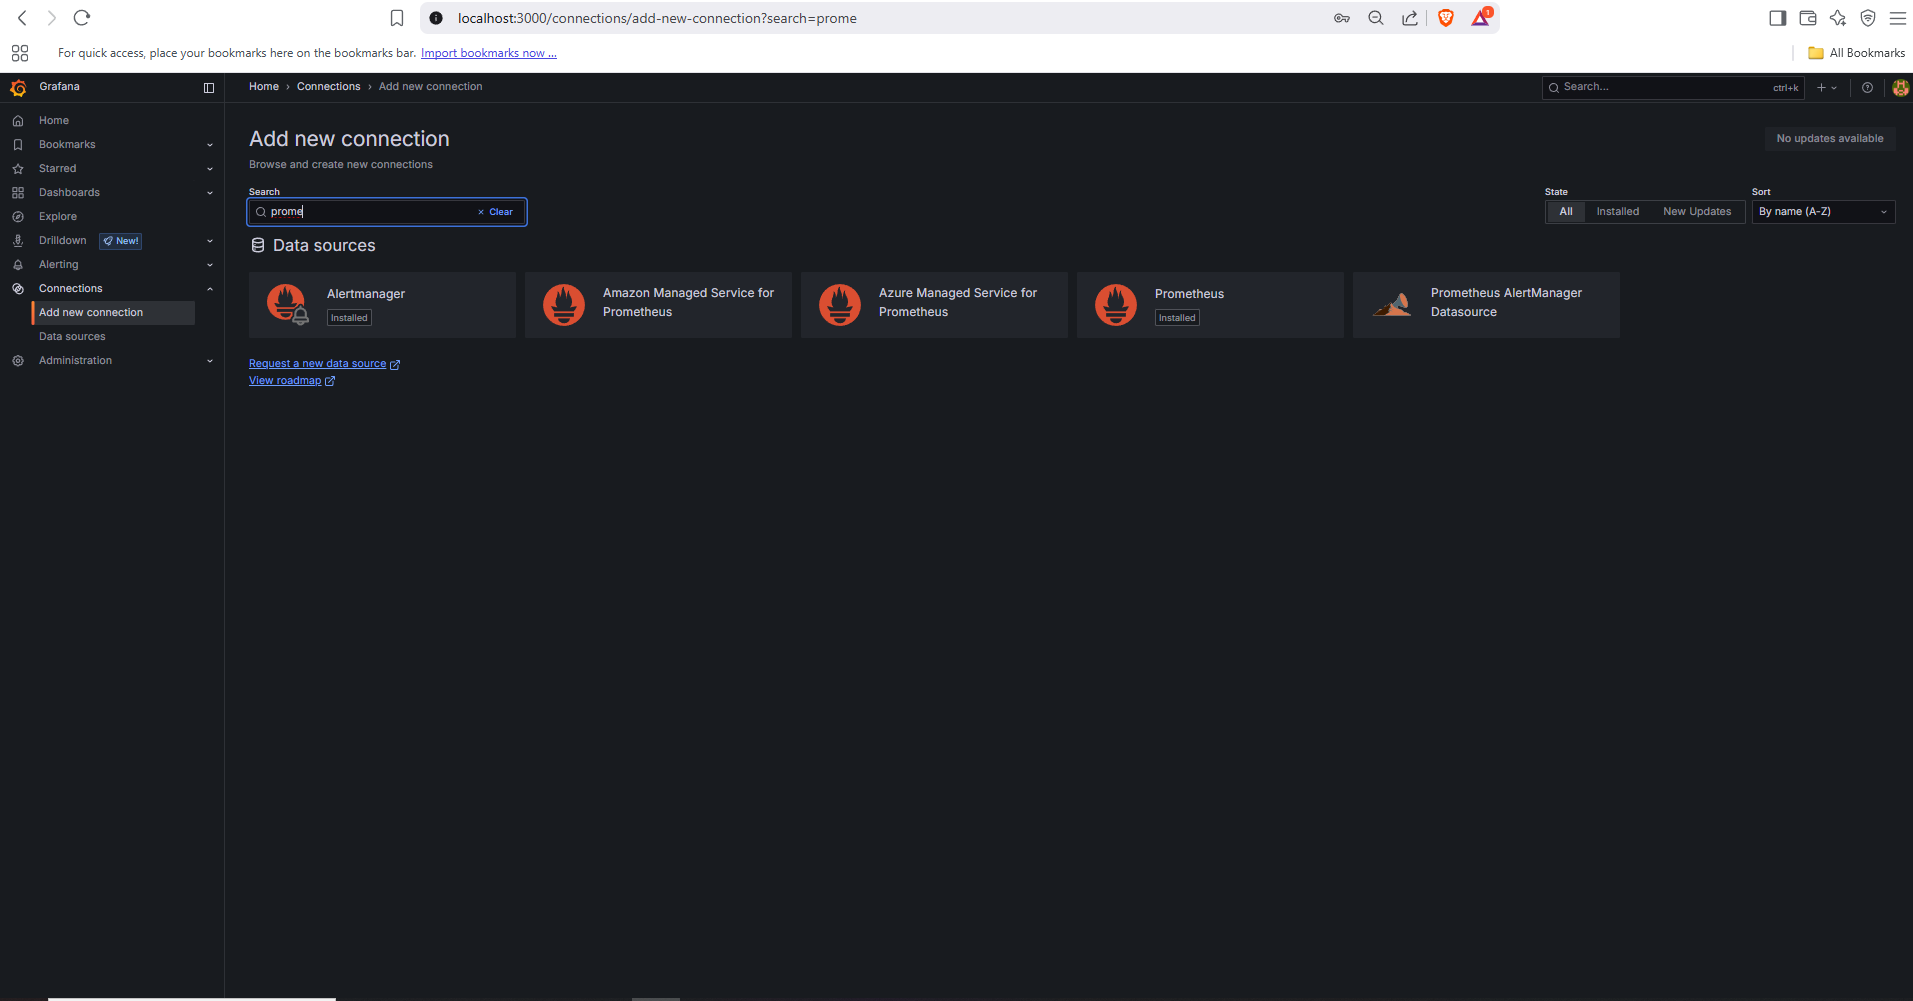 localhost:3000/connections/add-new-connection?search=prome
1
For quick access, place your bookmarks here on the bookmarks bar. Import bookmarks now ...
All Bookmarks
Grafana
Home › Connections › Add new connection
Search...
ctrl+k
Home
Bookmarks
Starred
Dashboards
Explore
Drilldown New!
Alerting
Connections
Add new connection
Data sources
Administration
Add new connection
No updates available
Browse and create new connections
Search
State
Sort
prome
Clear
All Installed New Updates
By name (A-Z)
Data sources
Alertmanager
Installed
Amazon Managed Service for
Prometheus
Azure Managed Service for
Prometheus
Prometheus
Installed
Prometheus AlertManager
Datasource
Request a new data source
View roadmap